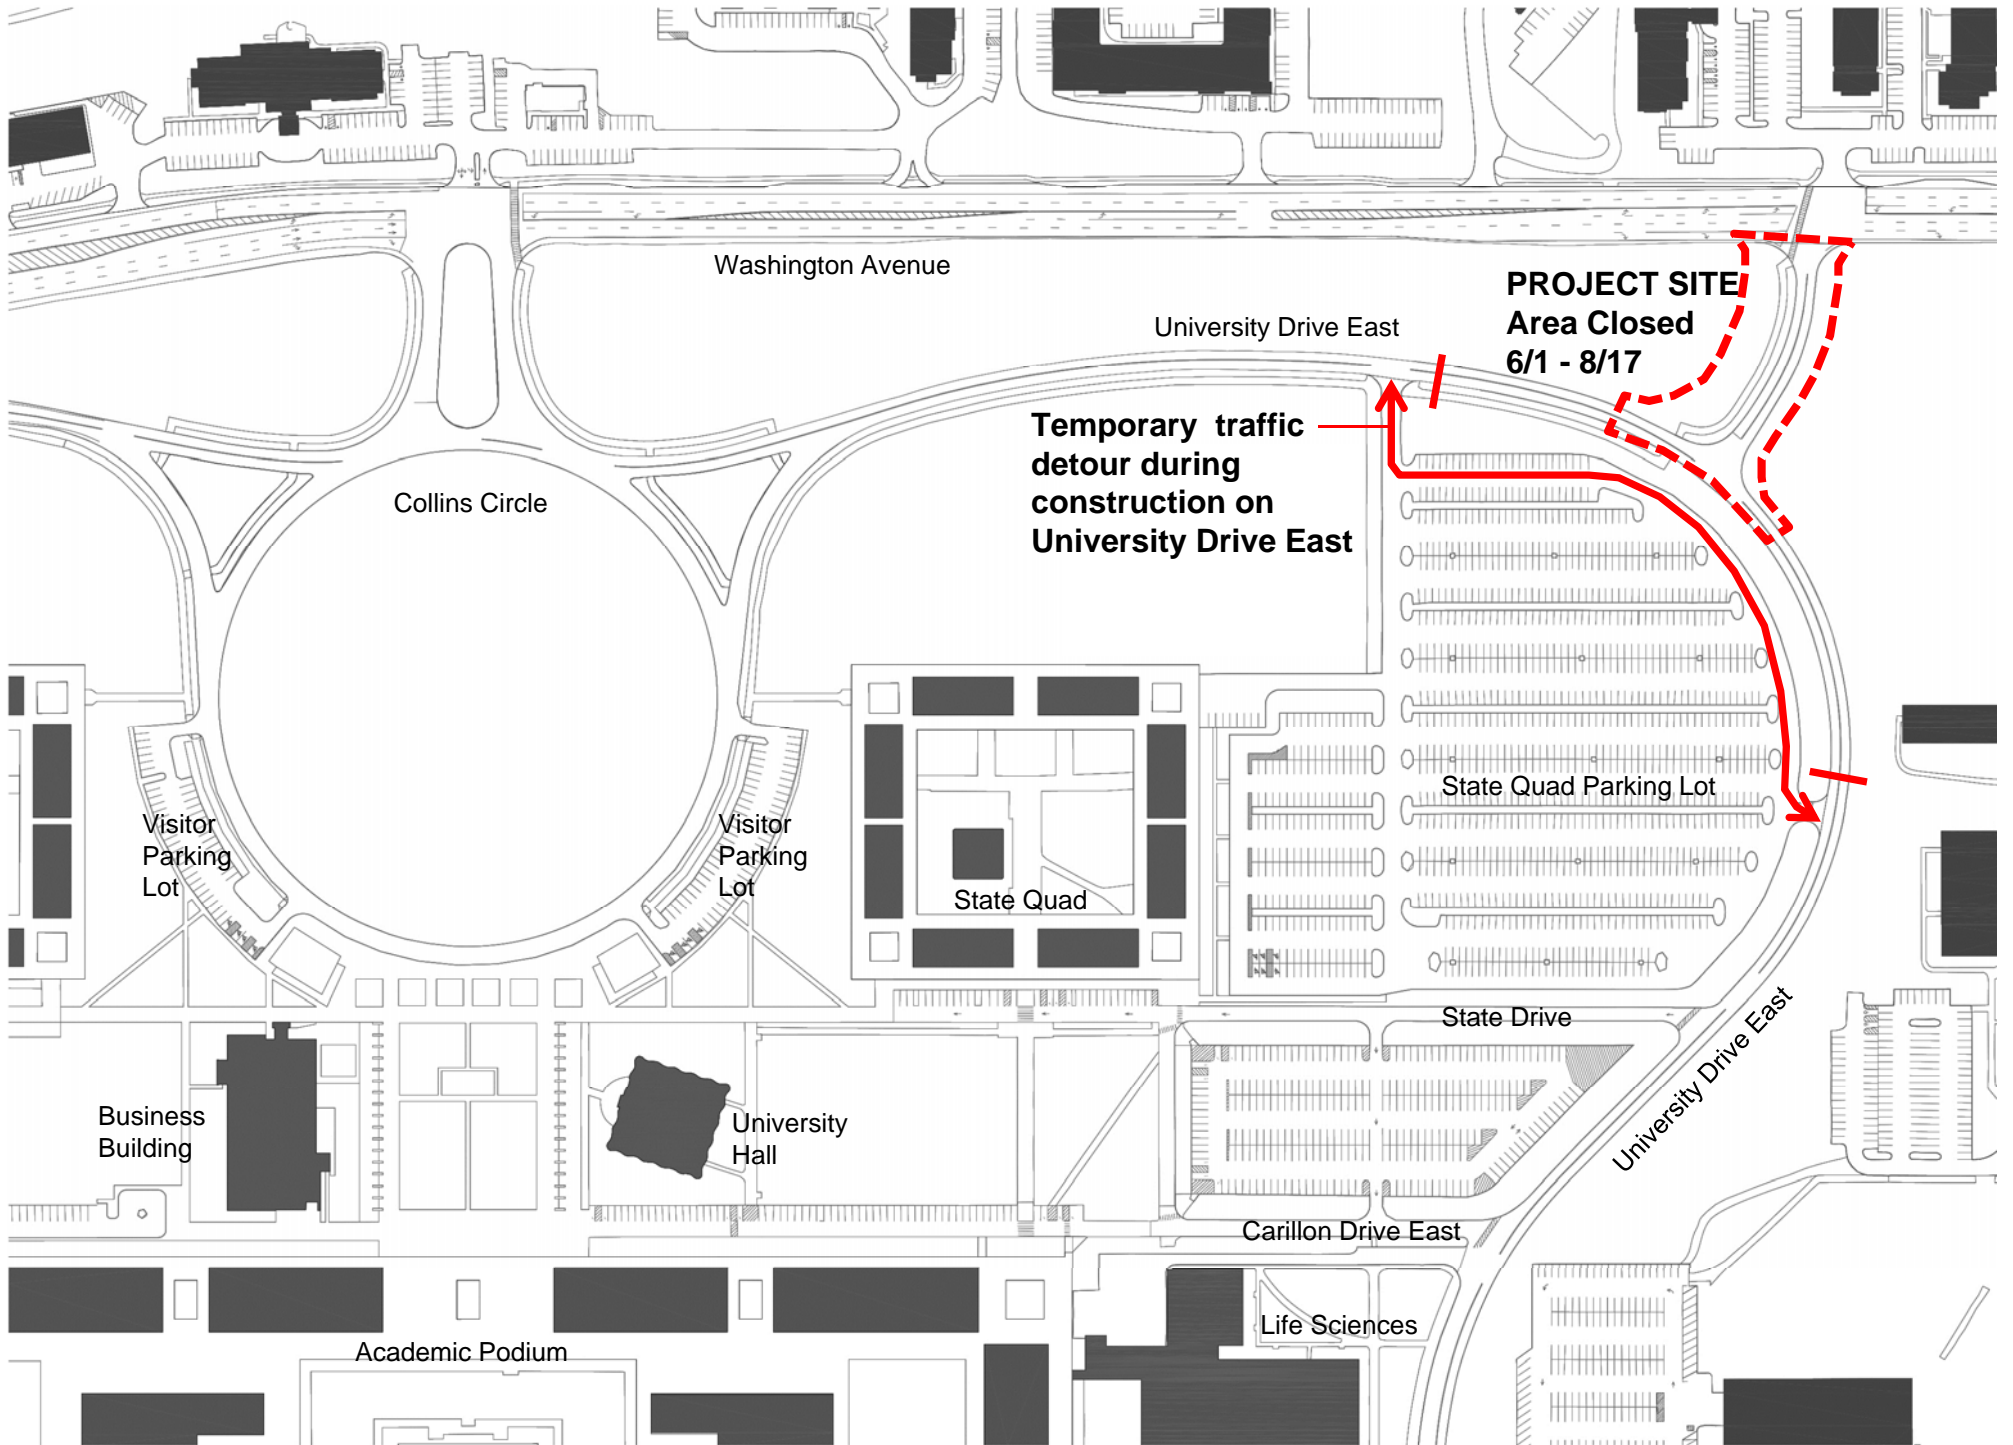 Washington Avenue
University Drive East
PROJECT SITE
Area Closed
6/1 - 8/17
Temporary traffic
detour during
construction on
University Drive East
Collins Circle
State Quad Parking Lot
Visitor
Parking
Lot
Visitor
Parking
Lot
State Quad
State Drive
University Drive East
Business
Building
University
Hall
Carillon Drive East
Life Sciences
Academic Podium